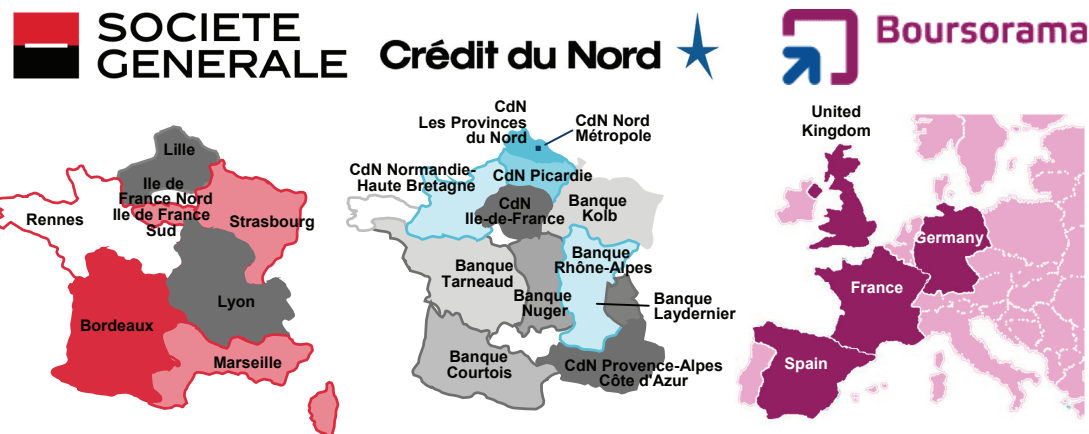 SOCIETE
GENERALE
Crédit du Nord
Boursorama
Lille
Ile de
France Nord
Ile de France
Sud
Rennes
Strasbourg
Lyon
Bordeaux
Marseille
CdN
Les Provinces
du Nord
CdN Nord
Métropole
CdN Normandie-
Haute Bretagne
CdN Picardie
CdN
Ile-de-France
Banque
Kolb
Banque
Tarneaud
Banque
Rhône-Alpes
Banque
Nuger
Banque
Laydernier
Banque
Courtois
CdN Provence-Alpes
Côte d'Azur
United
Kingdom
Germany
France
Spain